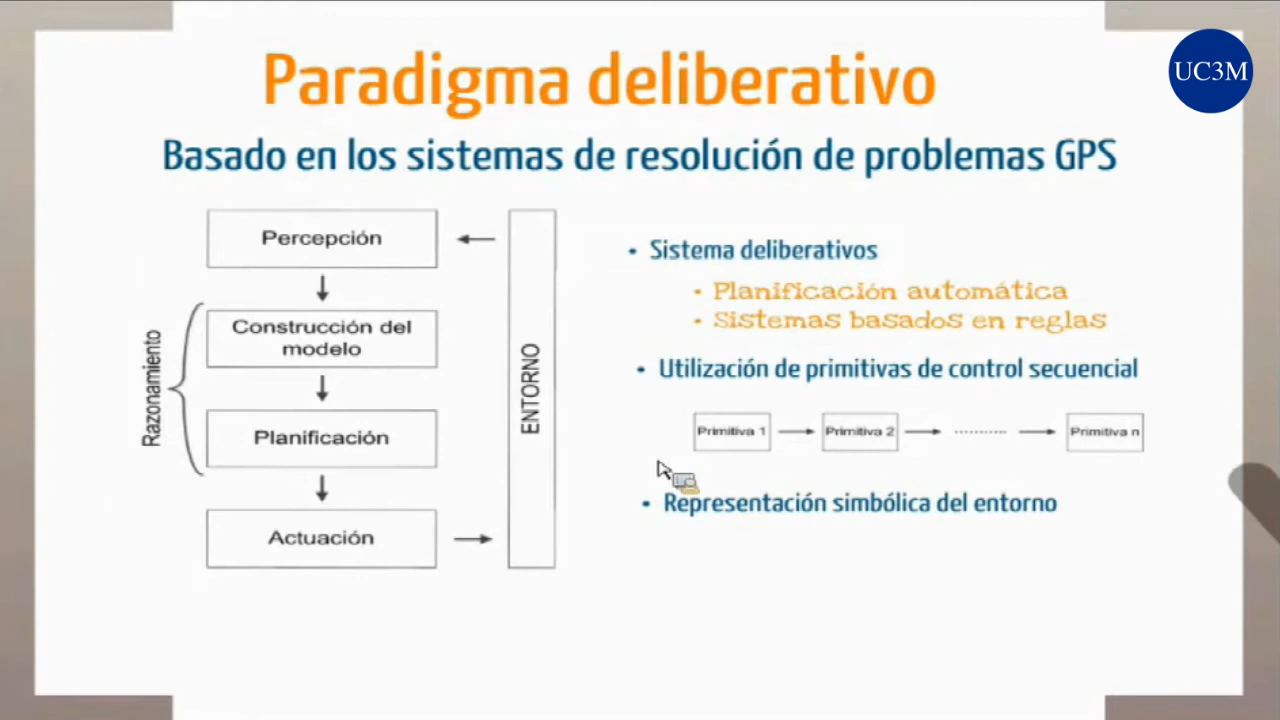 UC3M
Paradigma deliberativo
Basado en los sistemas de resolución de problemas GPS
Percepción
Construcción del
modelo
Planificación
Actuación
Razonamiento
ENTORNO
• Sistema deliberativos
• Planificación automática
• Sistemas basados en reglas
• Utilización de primitivas de control secuencial
Primitiva 1
Primitiva 2
Primitiva n
• Representación simbólica del entorno